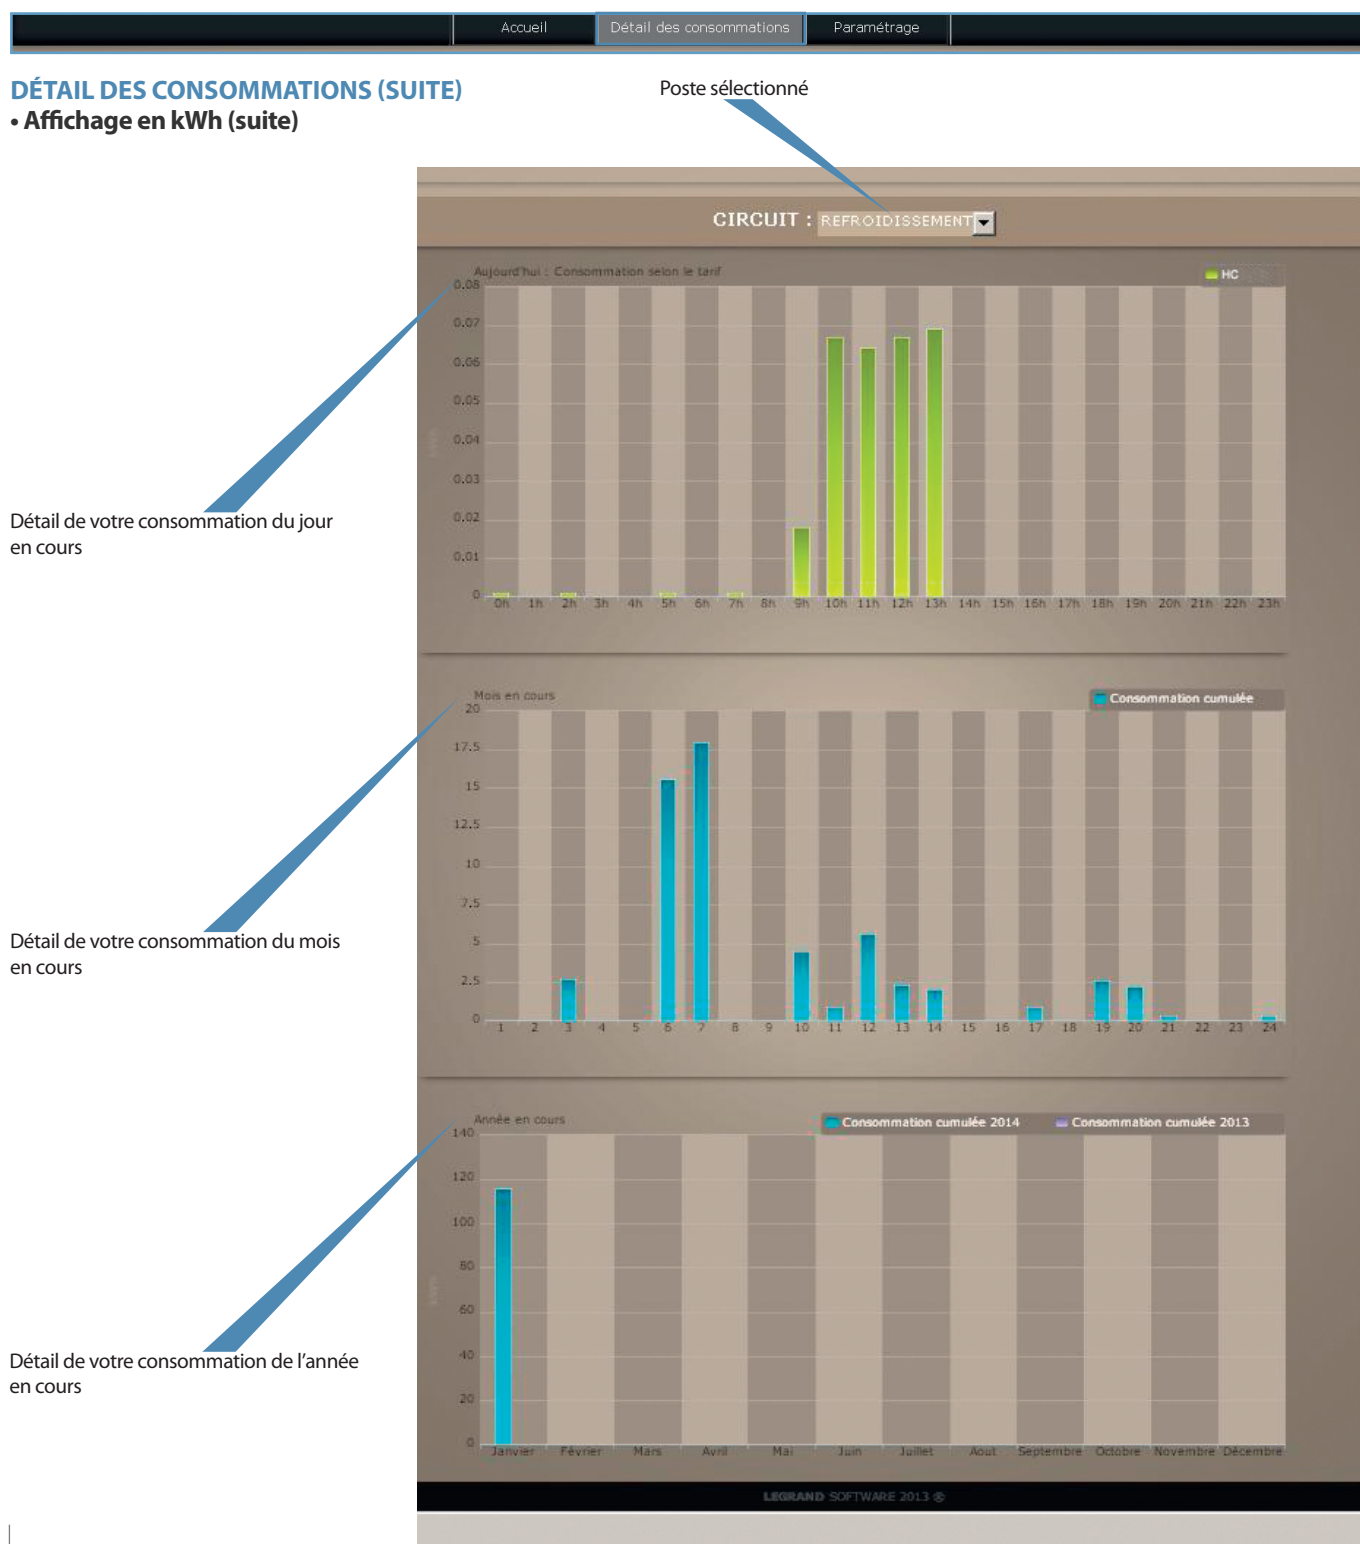 Accueil Détail des consommations Paramétrage
DÉTAIL DES CONSOMMATIONS (SUITE)
• Affichage en kWh (suite)
Poste sélectionné
CIRCUIT : REFROIDISSEMENT
Aujourd'hui : Consommation selon le tarif
HC
0.08
0.07
0.06
0.05
0.04
0.03
0.02
0.01
0
kWh
0h 1h 2h 3h 4h 5h 6h 7h 8h 9h 10h 11h 12h 13h 14h 15h 16h 17h 18h 19h 20h 21h 22h 23h
Détail de votre consommation du jour
en cours
Mois en cours
Consommation cumulée
20
17.5
15
12.5
10
7.5
5
2.5
0
1 2 3 4 5 6 7 8 9 10 11 12 13 14 15 16 17 18 19 20 21 22 23 24
Détail de votre consommation du mois
en cours
Année en cours
Consommation cumulée 2014 Consommation cumulée 2013
140
120
100
80
60
40
20
0
kWh
Janvier Février Mars Avril Mai Juin Juillet Aout Septembre Octobre Novembre Décembre
Détail de votre consommation de l'année
en cours
LEGRAND SOFTWARE 2013 ®